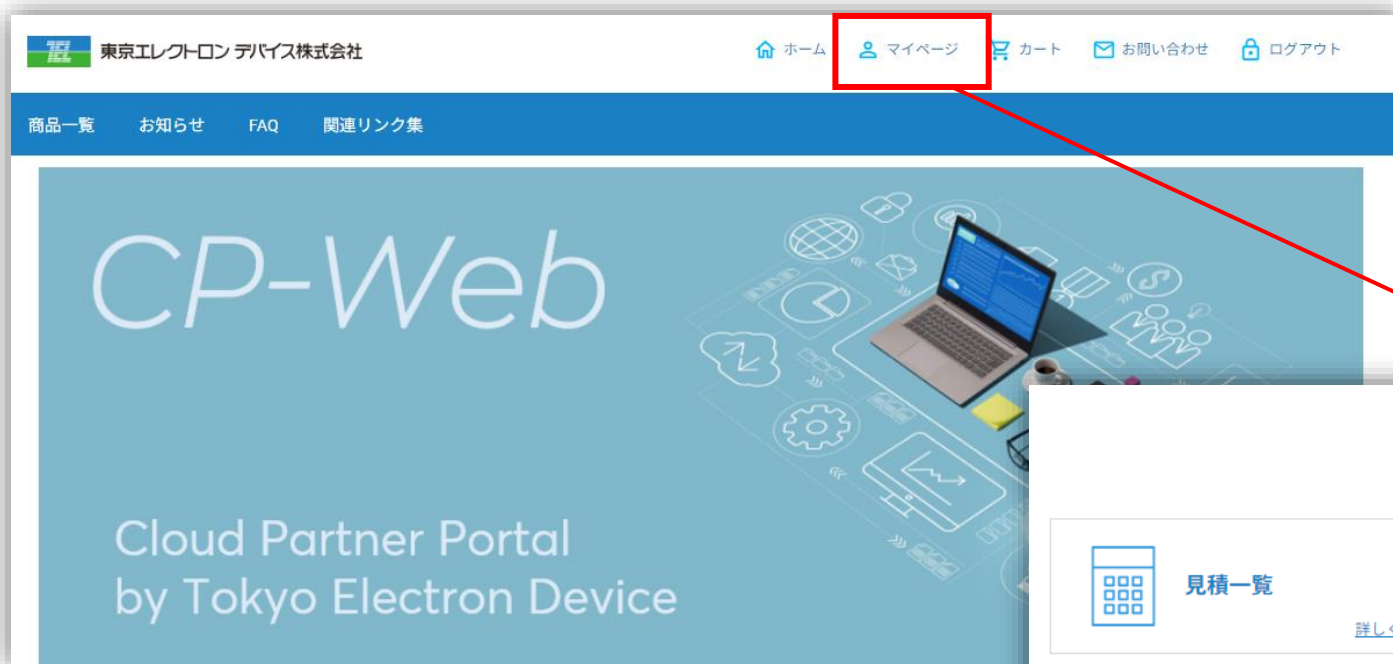 TEL 東京エレクトロン デバイス株式会社
ホーム マイページ カート お問い合わせ ログアウト
商品一覧 お知らせ FAQ 関連リンク集
CP-Web
Cloud Partner Portal
by Tokyo Electron Device
見積一覧
詳し